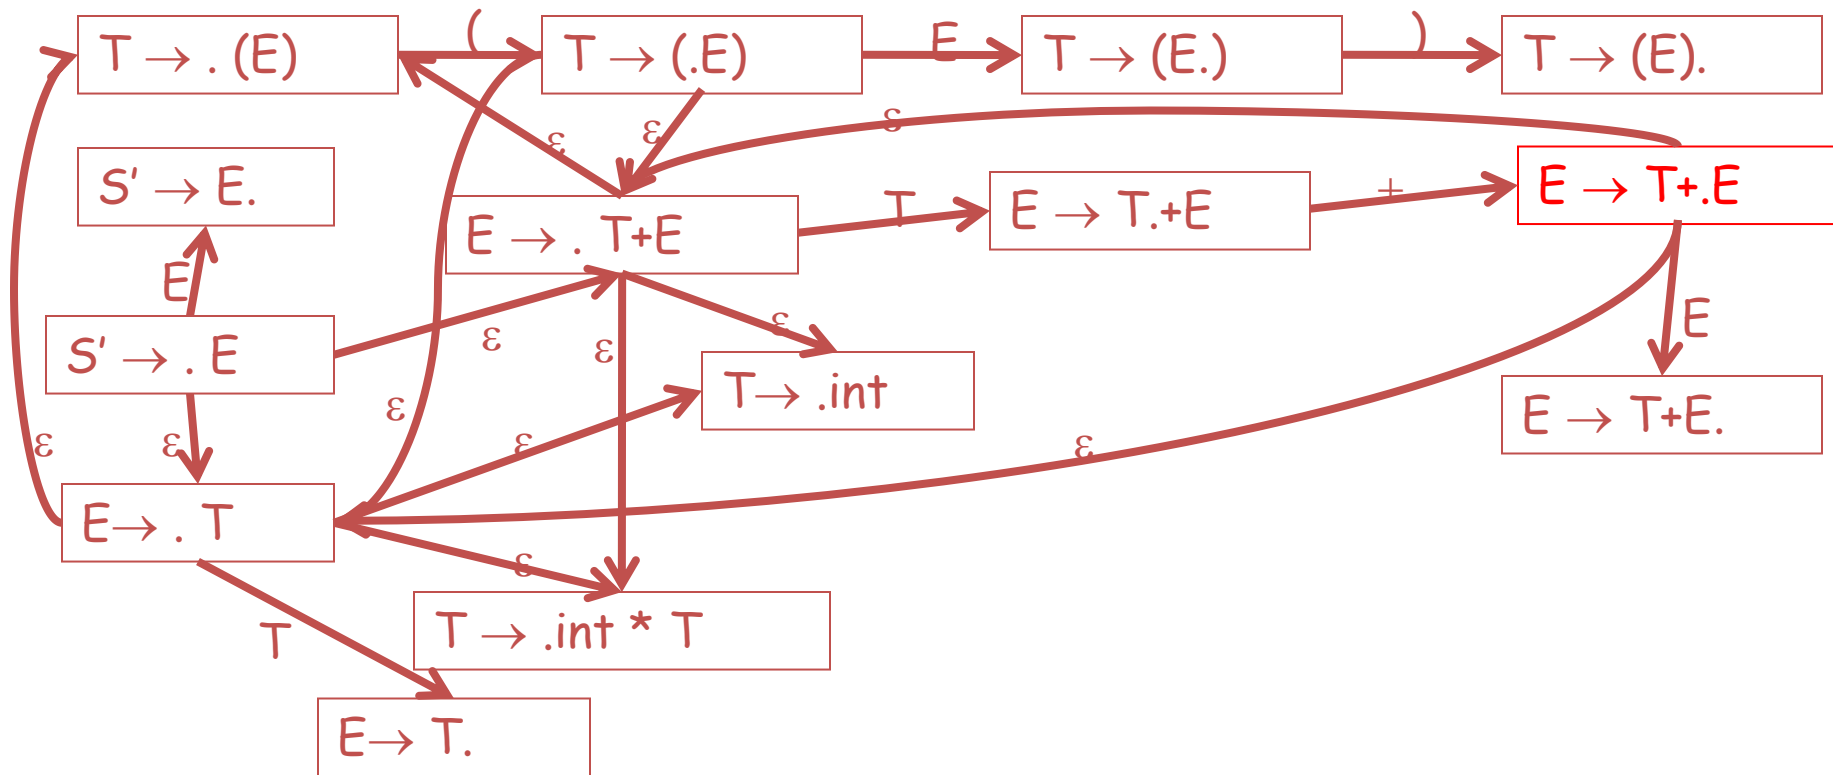 T → . (E)
(
T → (.E)
E
T → (E.)
)
T → (E).
ε
ε
ε
S' → E.
E → . T+E
T
E → T.+E
+
E → T+.E
E
S' → . E
ε
ε
ε
T→ .int
E
E → T+E.
ε
ε
ε
ε
ε
E→ . T
ε
T
T → .int * T
E→ T.